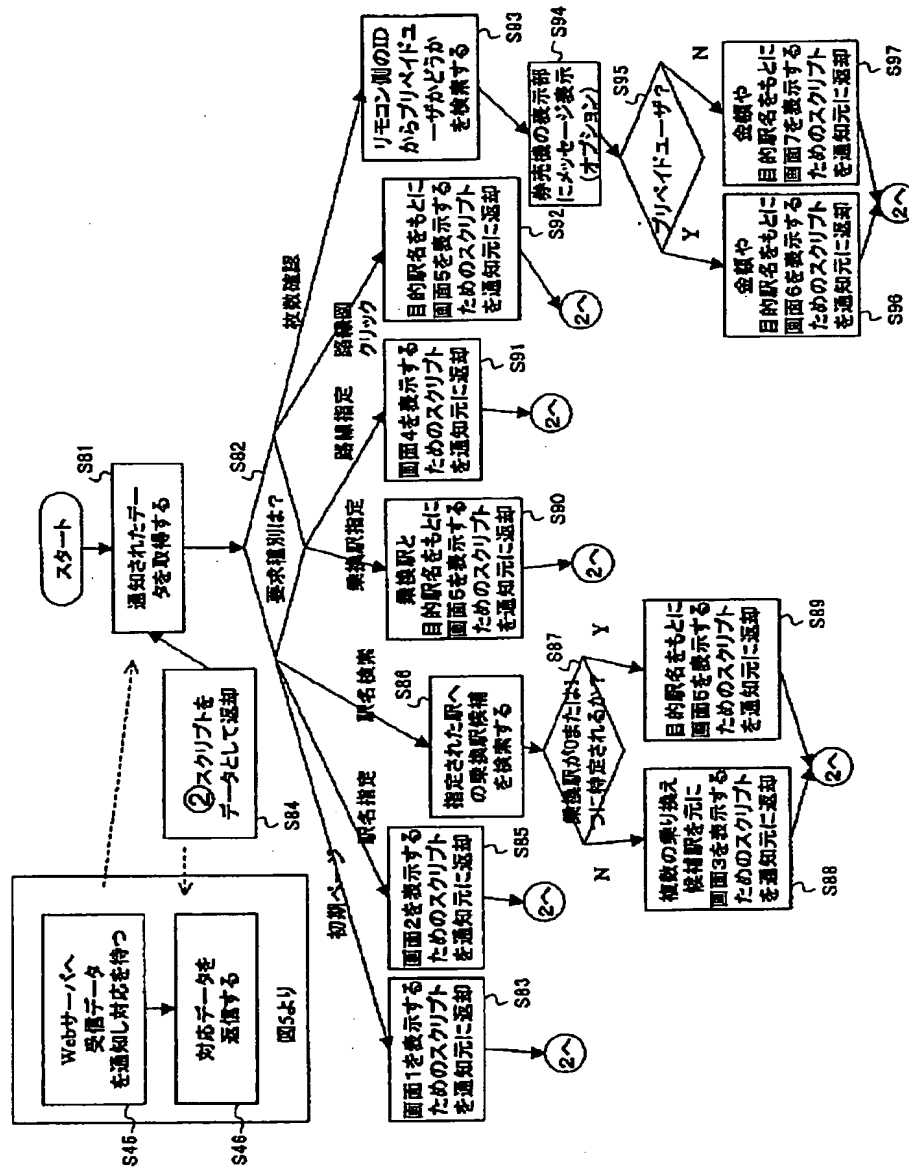 スタート
S81
通知されたデー
タを取得する
S82
要求種別は?
②スクリプトを
データとして返却
S84
Webサーバへ
受信データ
を通知し対応を待つ
S45
対応データを
返信する
S46
図5より
初期ページ
画面1を表示する
ためのスクリプト
を通知元に返却
S83
2へ
駅名指定
画面2を表示する
ためのスクリプト
を通知元に返却
S85
2へ
駅名検索
S86
指定された駅へ
の乗換駅候補
を検索する
S87
乗換駅が0または1
つに特定されるか?
N
Y
複数の乗り換え
候補駅を元に
画面3を表示する
ためのスクリプト
を通知元に返却
S88
目的駅名をもとに
画面5を表示する
ためのスクリプト
を通知元に返却
S89
2へ
乗換駅指定
乗換駅と
目的駅名をもとに
画面5を表示する
ためのスクリプト
を通知元に返却
S90
2へ
路線指定
画面4を表示する
ためのスクリプト
を通知元に返却
S91
2へ
路線図
クリック
目的駅名をもとに
画面5を表示する
ためのスクリプト
を通知元に返却
S92
2へ
枚数確認
リモコン側のID
からプリペイドユ
ーザかどうか
を検索する
S93
券売機の表示部
にメッセージ表示
(オプション)
S94
S95
プリペイドユーザ?
Y
N
金額や
目的駅名をもとに
画面6を表示する
ためのスクリプト
を通知元に返却
S96
金額や
目的駅名をもとに
画面7を表示する
ためのスクリプト
を通知元に返却
S97
2へ